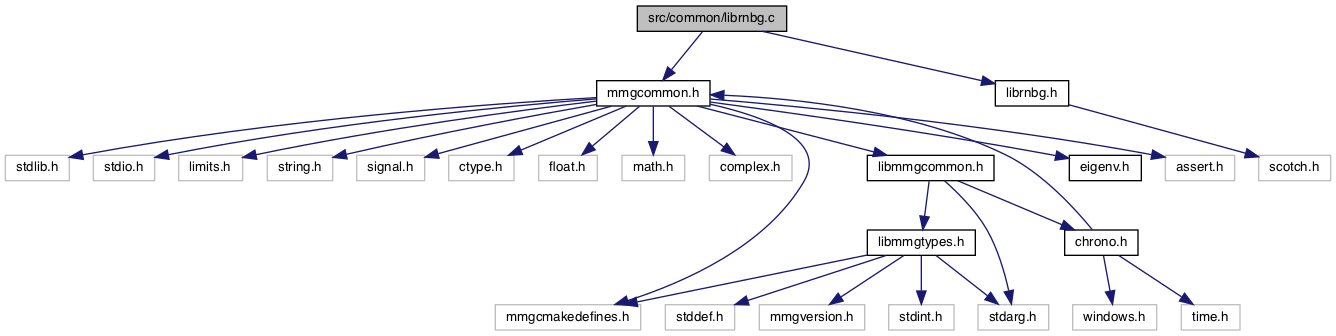 src/common/librnbg.c
mmgcommon.h
librnbg.h
stdlib.h
stdio.h
limits.h
string.h
signal.h
ctype.h
float.h
math.h
complex.h
libmmgcommon.h
eigenv.h
assert.h
scotch.h
libmmgtypes.h
chrono.h
mmgcmakedefines.h
stddef.h
mmgversion.h
stdint.h
stdarg.h
windows.h
time.h